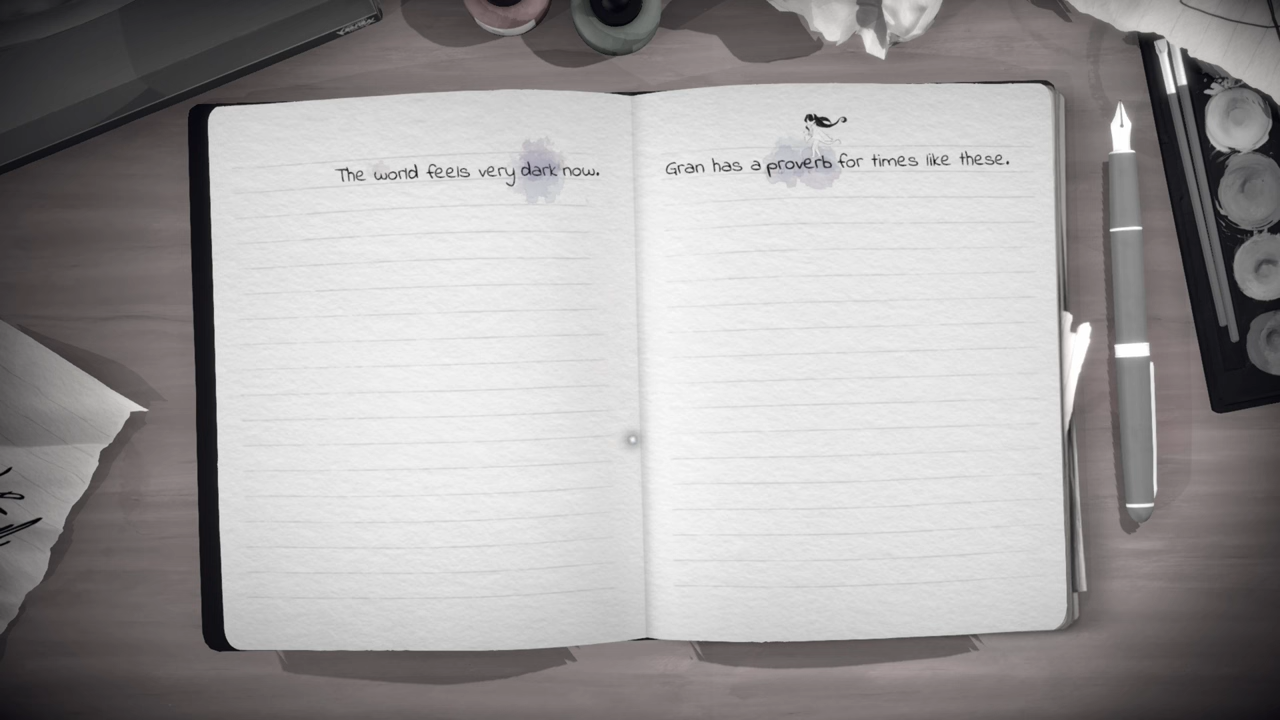 The world feels very dark now.
Gran has a proverb for times like these.